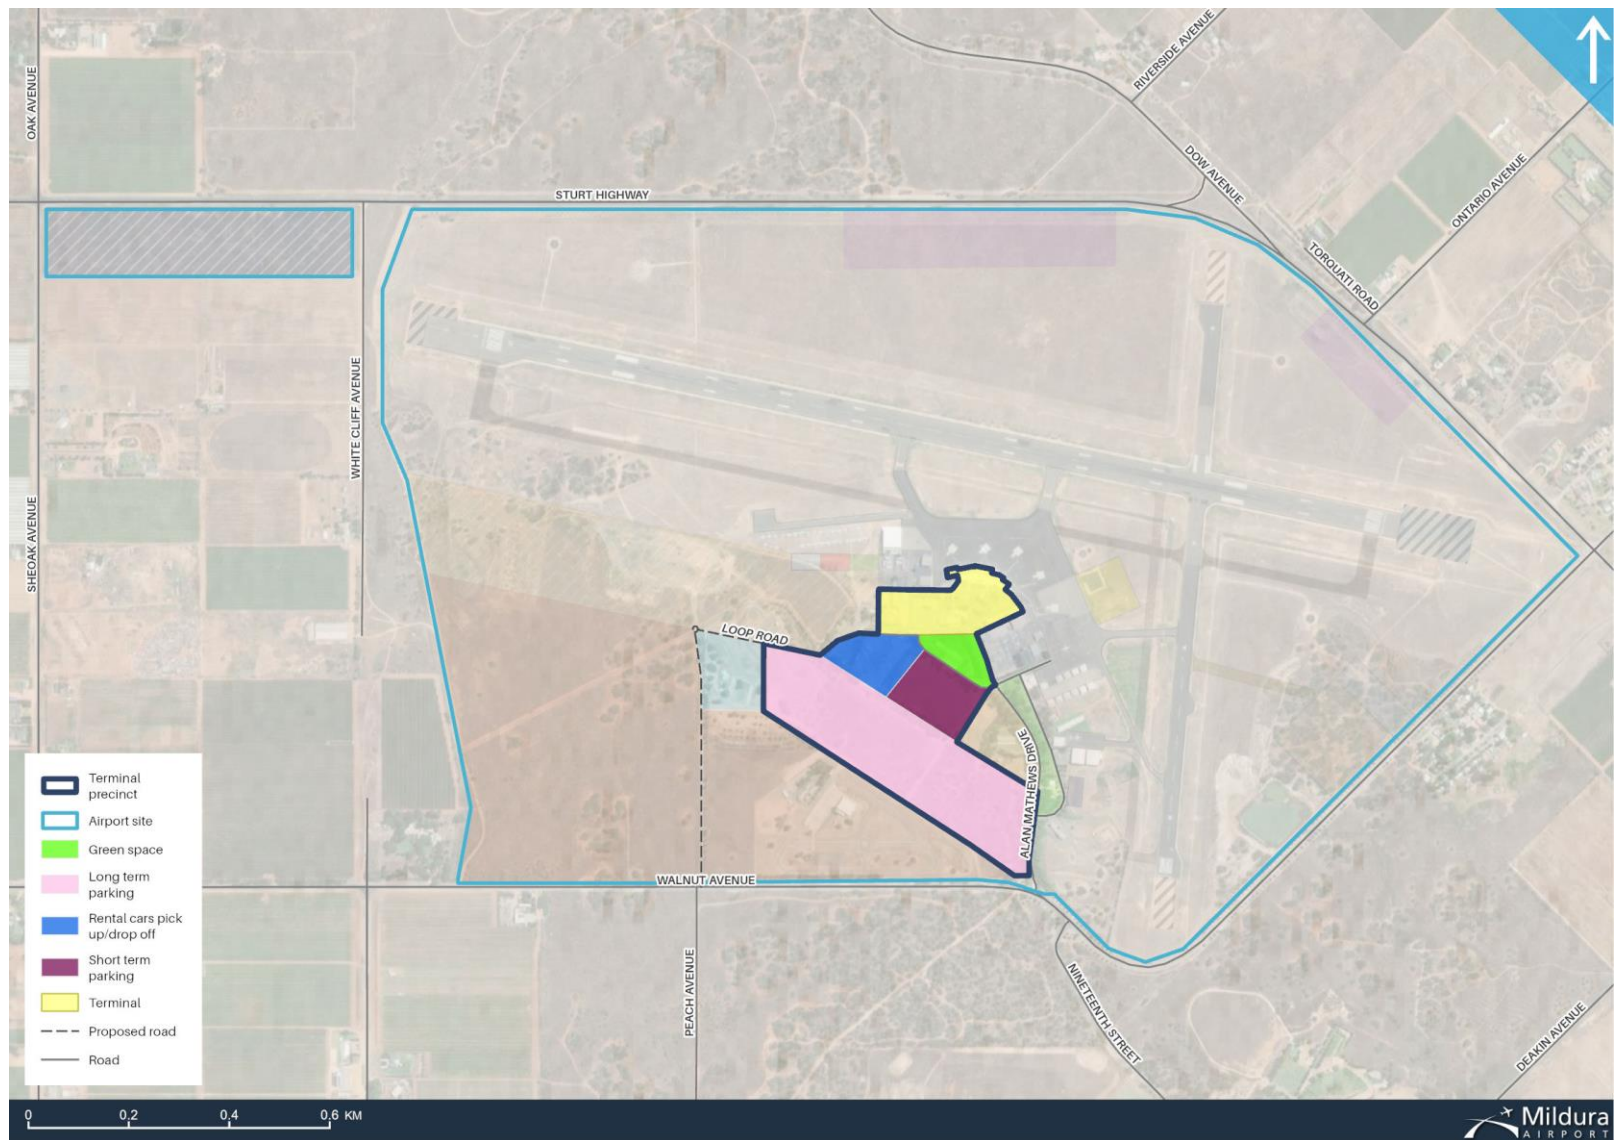 RIVERSIDE AVENUE
OAK AVENUE
DOW AVENUE
ONTARIO AVENUE
STURT HIGHWAY
TORQUATI ROAD
WHITE CLIFF AVENUE
SHEOAK AVENUE
LOOP ROAD
ALAN MATHEWS DRIVE
WALNUT AVENUE
PEACH AVENUE
NINETEENTH STREET
DEAKIN AVENUE
Terminal
precinct
Airport site
Green space
Long term
parking
Rental cars pick
up/drop off
Short term
parking
Terminal
Proposed road
Road
0 0.2 0.4 0.6 KM
Mildura
AIRPORT